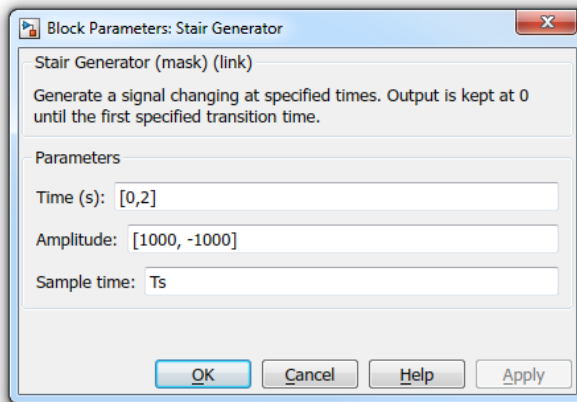 Block Parameters: Stair Generator
Stair Generator (mask) (link)
Generate a signal changing at specified times. Output is kept at 0
until the first specified transition time.
Parameters
Time (s): [0,2]
Amplitude: [1000, -1000]
Sample time: Ts
OK Cancel Help Apply